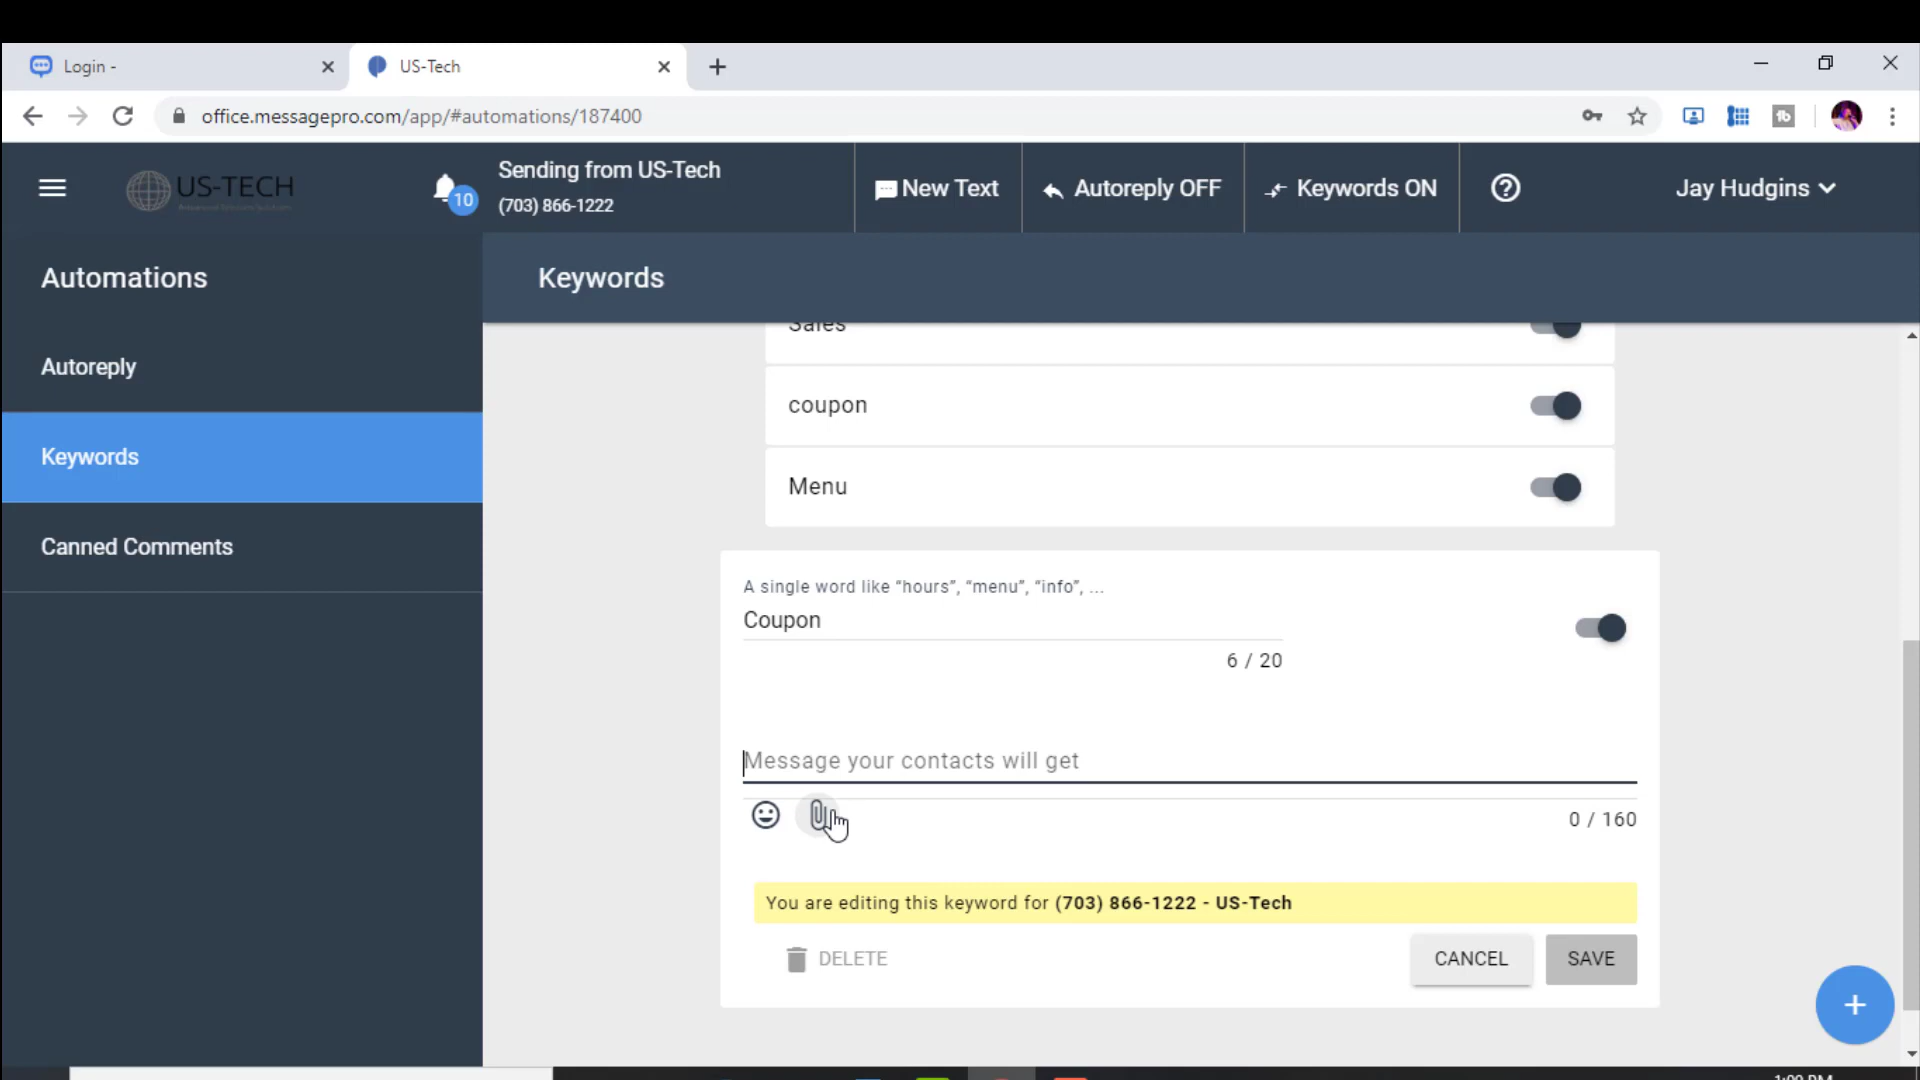 Login -
US-Tech
office.messagepro.com/app/#automations/187400
US-TECH
10
Sending from US-Tech
(703) 866-1222
New Text
Autoreply OFF
Keywords ON
Jay Hudgins
Automations
Keywords
Autoreply
Keywords
Canned Comments
Sales
coupon
Menu
A single word like “hours”, “menu”, “info”, ...
Coupon
6 / 20
Message your contacts will get
0 / 160
You are editing this keyword for (703) 866-1222 - US-Tech
DELETE
CANCEL
SAVE